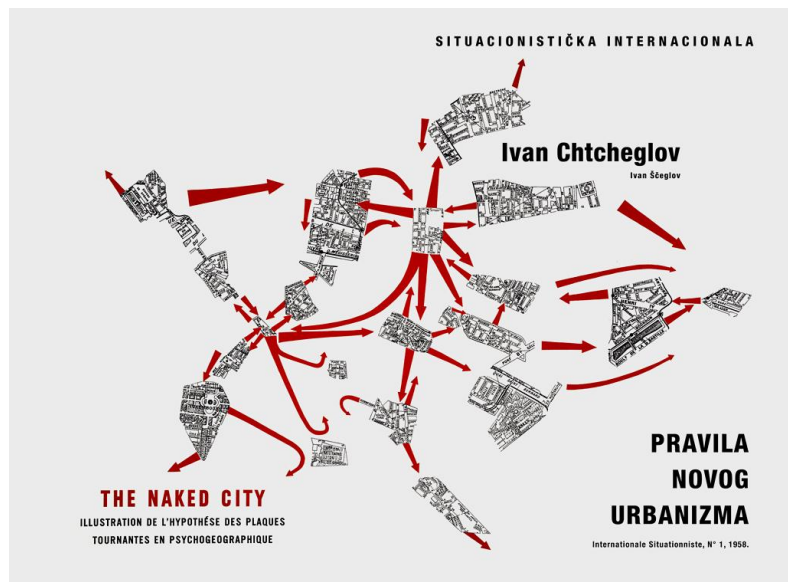 SITUACIONISTIČKA INTERNACIONALA
Ivan Chtcheglov
Ivan Ščeglov
THE NAKED CITY
ILLUSTRATION DE L'HYPOTHÉSE DES PLAQUES
TOURNANTES EN PSYCHOGEOGRAPHIQUE
PRAVILA
NOVOG
URBANIZMA
Internationale Situationniste, N° 1, 1958.